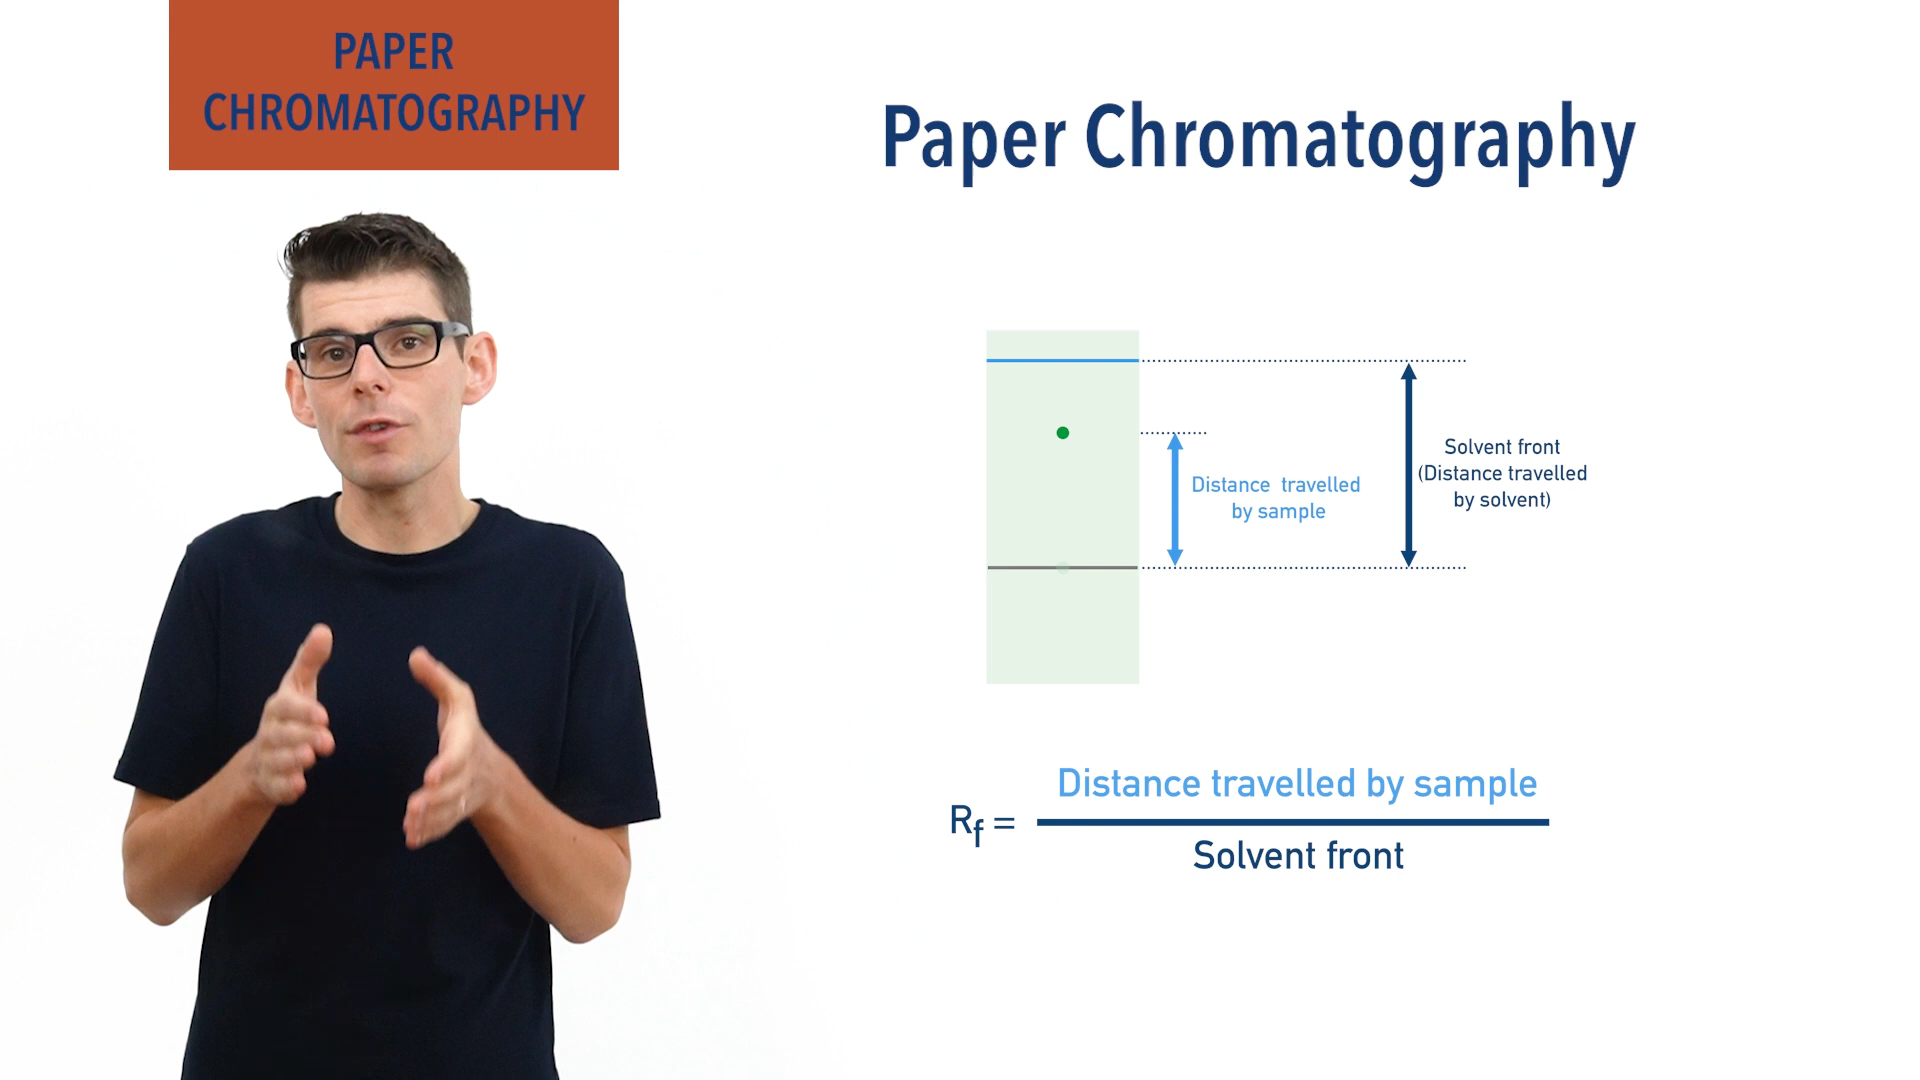 PAPER
CHROMATOGRAPHY
Paper Chromatography
Distance travelled
by sample
Solvent front
(Distance travelled
by solvent)
Distance travelled by sample
Rf =
Solvent front